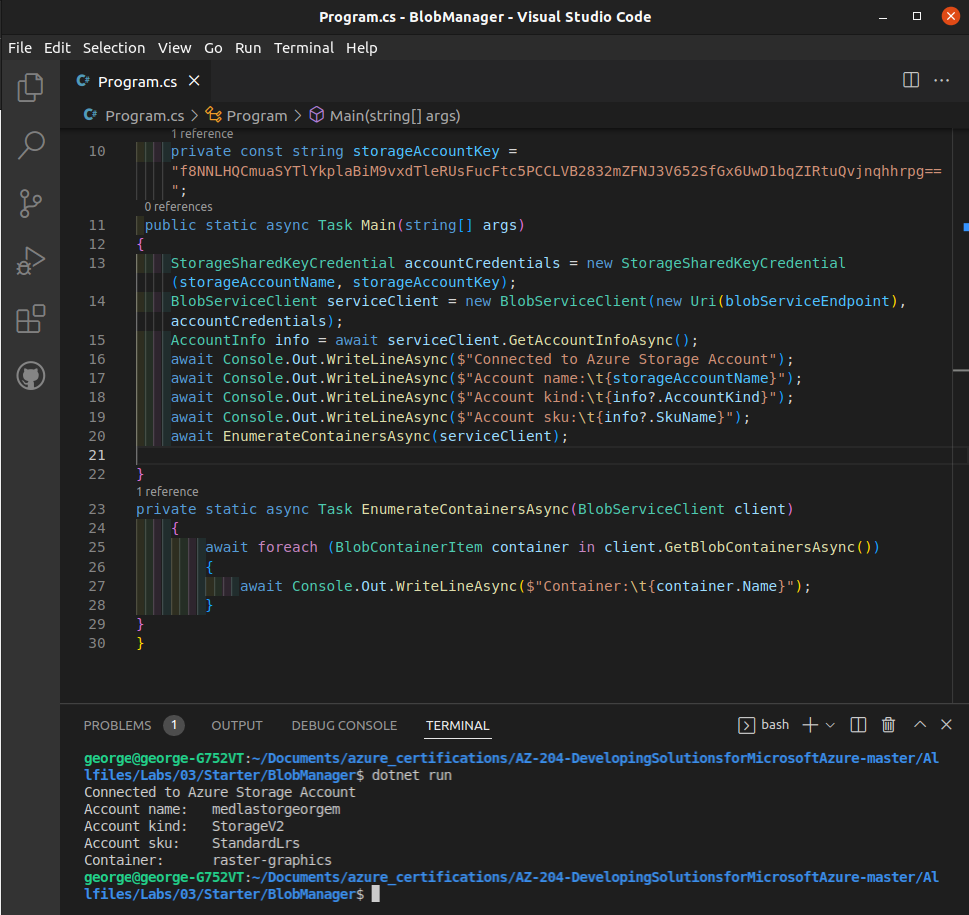 Program.cs - BlobManager - Visual Studio Code
File Edit Selection View Go Run Terminal Help
C# Program.cs
C# Program.cs > Program > Main(string[] args)
1 reference
10 private const string storageAccountKey =
"f8NNLHQCmuaSYTlYkplaBiM9vxdTleRUsFucFtc5PCCLVB2832mZFNJ3V652SfGx6UwD1bqZIRtuQvjnqhhrpg==
";
0 references
11 public static async Task Main(string[] args)
12 {
13 StorageSharedKeyCredential accountCredentials = new StorageSharedKeyCredential
(storageAccountName, storageAccountKey);
14 BlobServiceClient serviceClient = new BlobServiceClient(new Uri(blobServiceEndpoint),
accountCredentials);
15 AccountInfo info = await serviceClient.GetAccountInfoAsync();
16 await Console.Out.WriteLineAsync($"Connected to Azure Storage Account");
17 await Console.Out.WriteLineAsync($"Account name:\t{storageAccountName}");
18 await Console.Out.WriteLineAsync($"Account kind:\t{info?.AccountKind}");
19 await Console.Out.WriteLineAsync($"Account sku:\t{info?.SkuName}");
20 await EnumerateContainersAsync(serviceClient);
21
22 }
1 reference
23 private static async Task EnumerateContainersAsync(BlobServiceClient client)
24 {
25 await foreach (BlobContainerItem container in client.GetBlobContainersAsync())
26 {
27 await Console.Out.WriteLineAsync($"Container:\t{container.Name}");
28 }
29 }
30 }
PROBLEMS 1 OUTPUT DEBUG CONSOLE TERMINAL bash
george@george-G752VT:~/Documents/azure_certifications/AZ-204-DevelopingSolutionsforMicrosoftAzure-master/Al
lfiles/Labs/03/Starter/BlobManager$ dotnet run
Connected to Azure Storage Account
Account name: medlastorgeorgem
Account kind: StorageV2
Account sku: StandardLrs
Container: raster-graphics
george@george-G752VT:~/Documents/azure_certifications/AZ-204-DevelopingSolutionsforMicrosoftAzure-master/Al
lfiles/Labs/03/Starter/BlobManager$